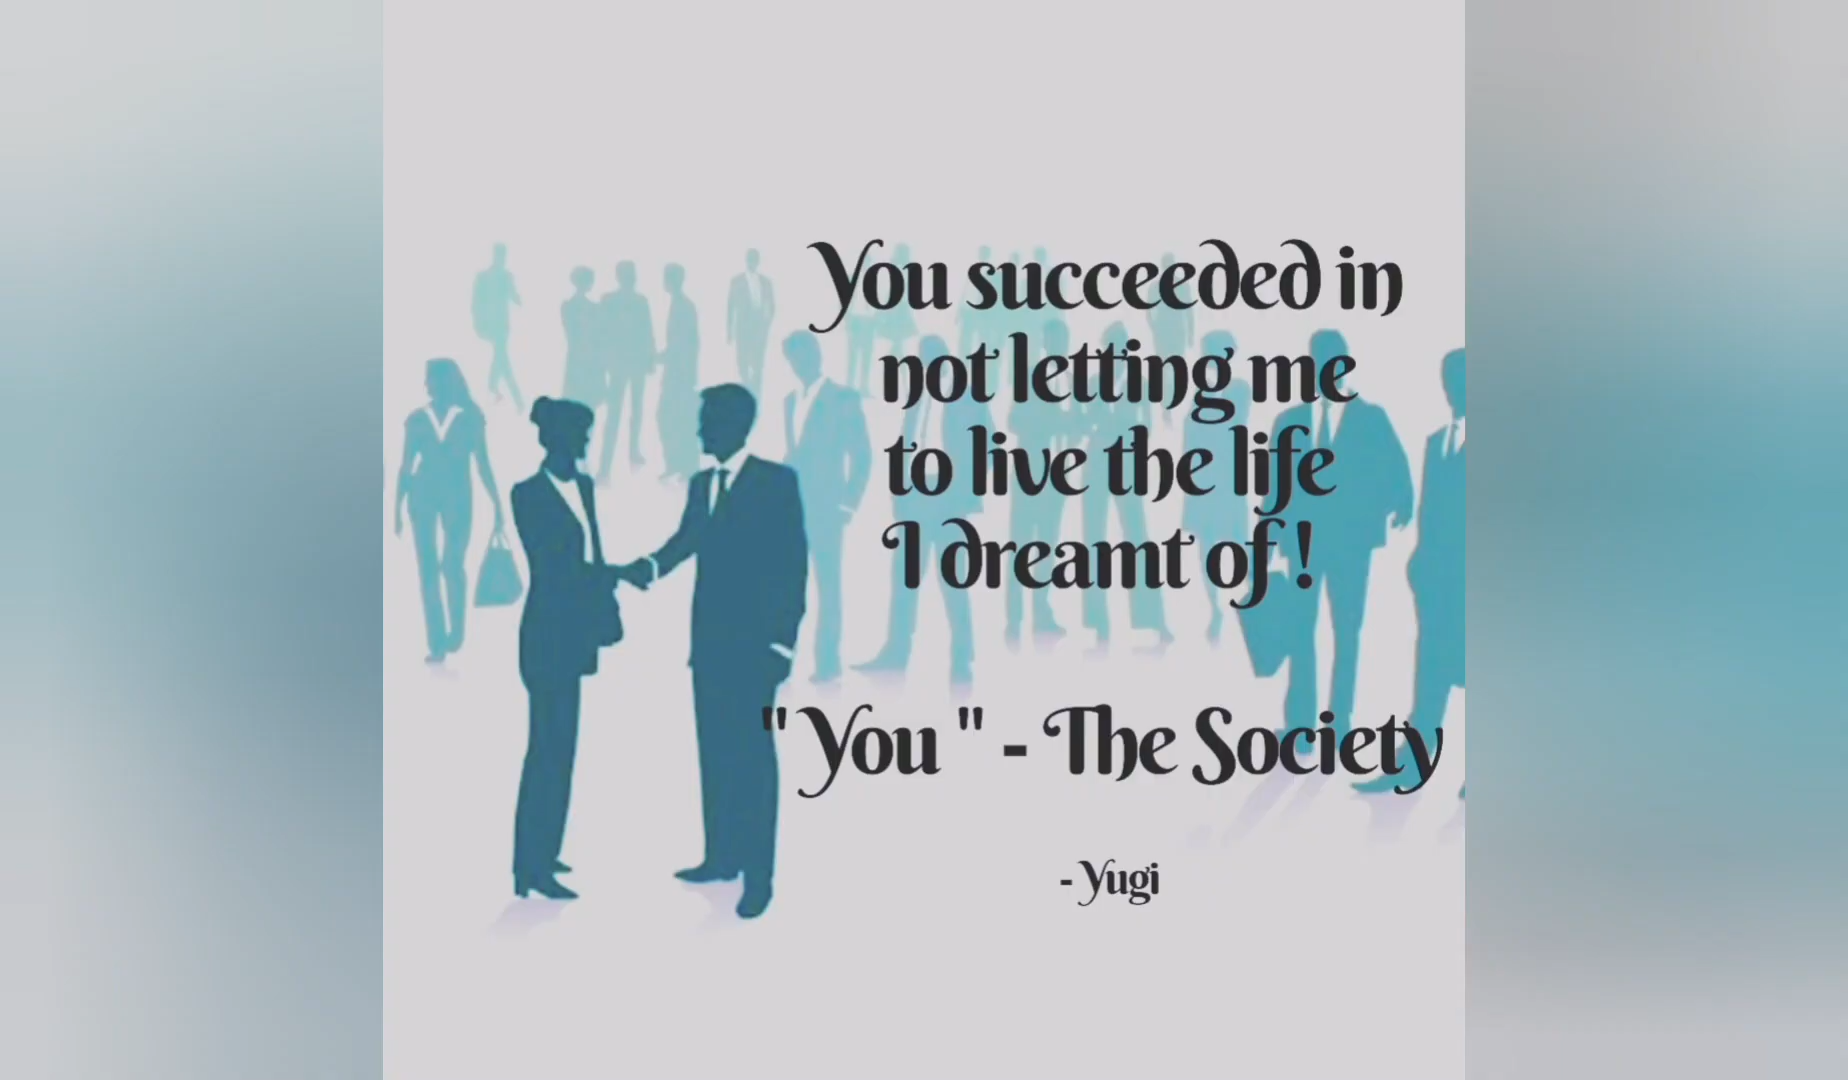 You succeeded in
not letting me
to live the life
I dreamt of !
" You " - The Society
- Yugi